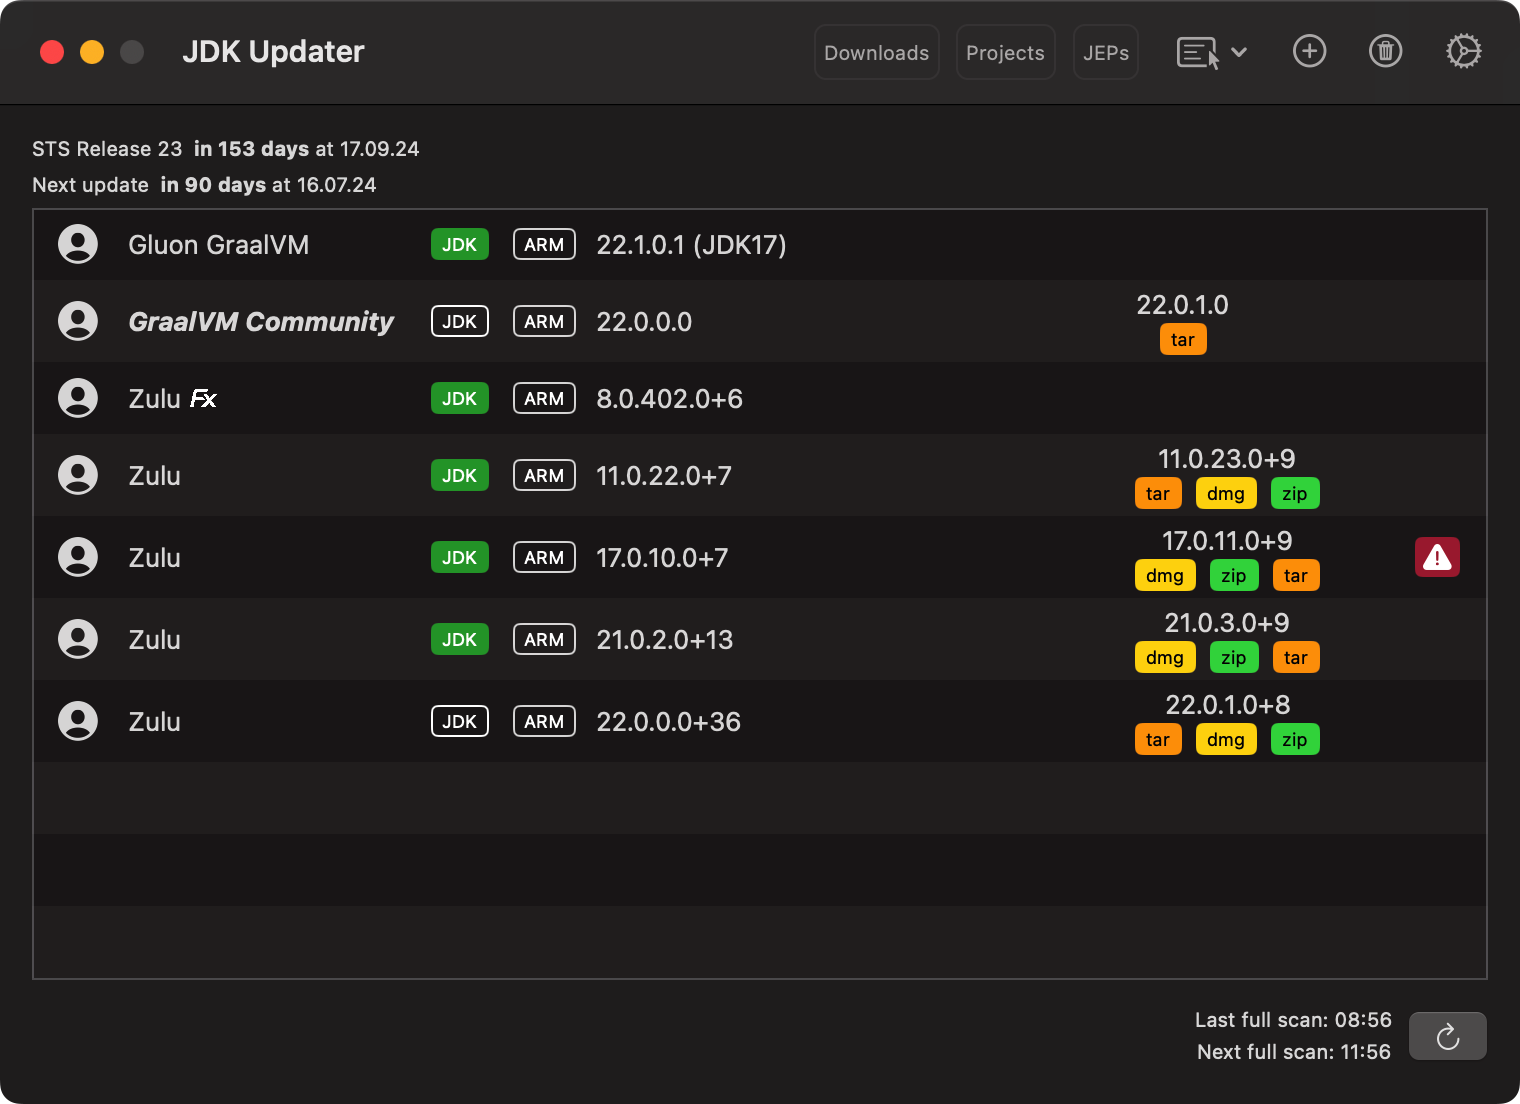 JDK Updater Downloads Projects JEPs
STS Release 23 in 153 days at 17.09.24
Next update in 90 days at 16.07.24
Gluon GraalVM JDK ARM 22.1.0.1 (JDK17)
GraalVM Community JDK ARM 22.0.0.0 22.0.1.0
tar
Zulu Fx JDK ARM 8.0.402.0+6
Zulu JDK ARM 11.0.22.0+7 11.0.23.0+9
tar dmg zip
Zulu JDK ARM 17.0.10.0+7 17.0.11.0+9
dmg zip tar
Zulu JDK ARM 21.0.2.0+13 21.0.3.0+9
dmg zip tar
Zulu JDK ARM 22.0.0.0+36 22.0.1.0+8
tar dmg zip
Last full scan: 08:56
Next full scan: 11:56